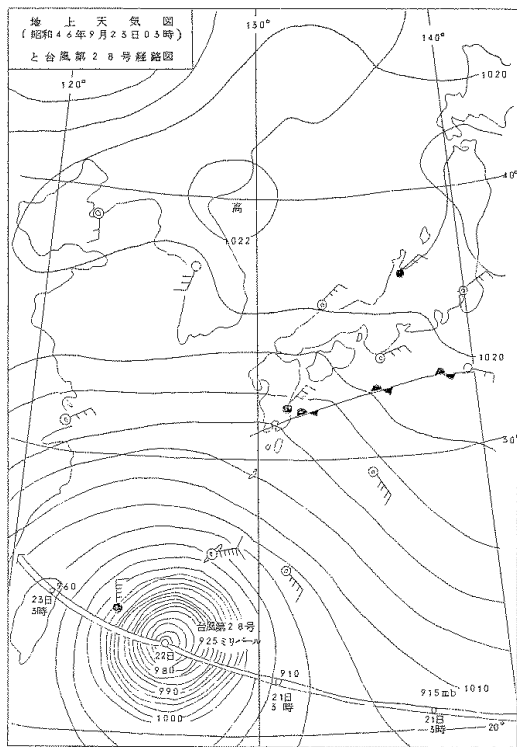 地上天気図
(昭和46年9月23日03時)
と台風第28号経路図
130°
140°
120°
1020
40°
高
1022
1020
30°
960
23日
3時
台風第28号
925ミリバール
22日
980
990
1000
910
21日
3時
915mb
1010
21日
3時
20°